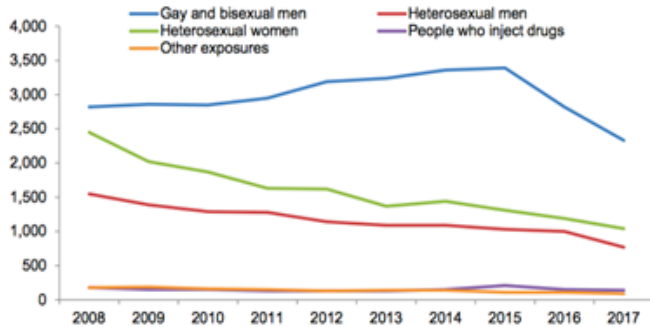 Gay and bisexual men Heterosexual men
Heterosexual women People who inject drugs
Other exposures
4,000
3,500
3,000
2,500
2,000
1,500
1,000
500
0
2008 2009 2010 2011 2012 2013 2014 2015 2016 2017